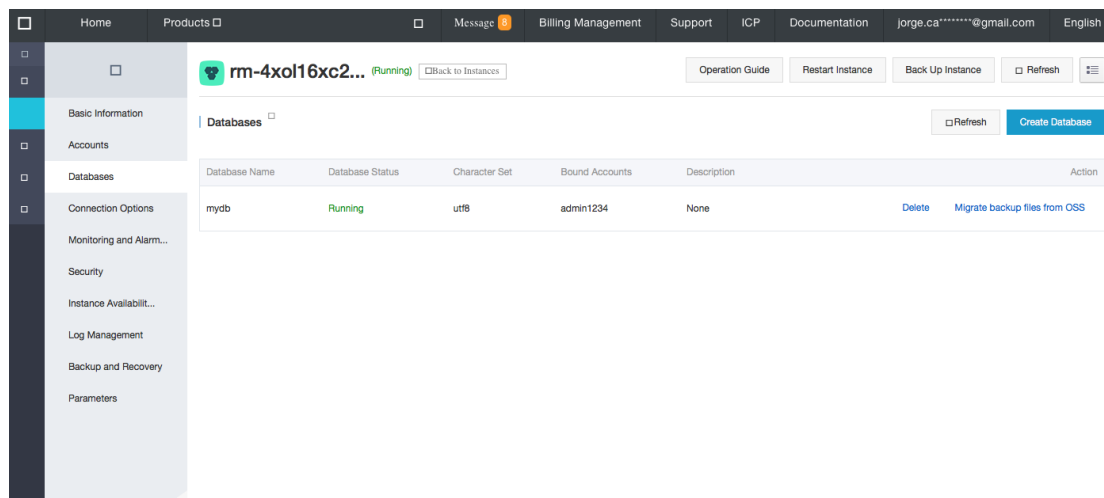 Home Products Message 8 Billing Management Support ICP Documentation jorge.ca********@gmail.com English
rm-4xol16xc2... (Running) Back to Instances Operation Guide Restart Instance Back Up Instance Refresh
Basic Information
Accounts
Databases
Connection Options
Monitoring and Alarm...
Security
Instance Availabilit...
Log Management
Backup and Recovery
Parameters
Databases Refresh Create Database
Database Name Database Status Character Set Bound Accounts Description Action
mydb Running utf8 admin1234 None Delete Migrate backup files from OSS